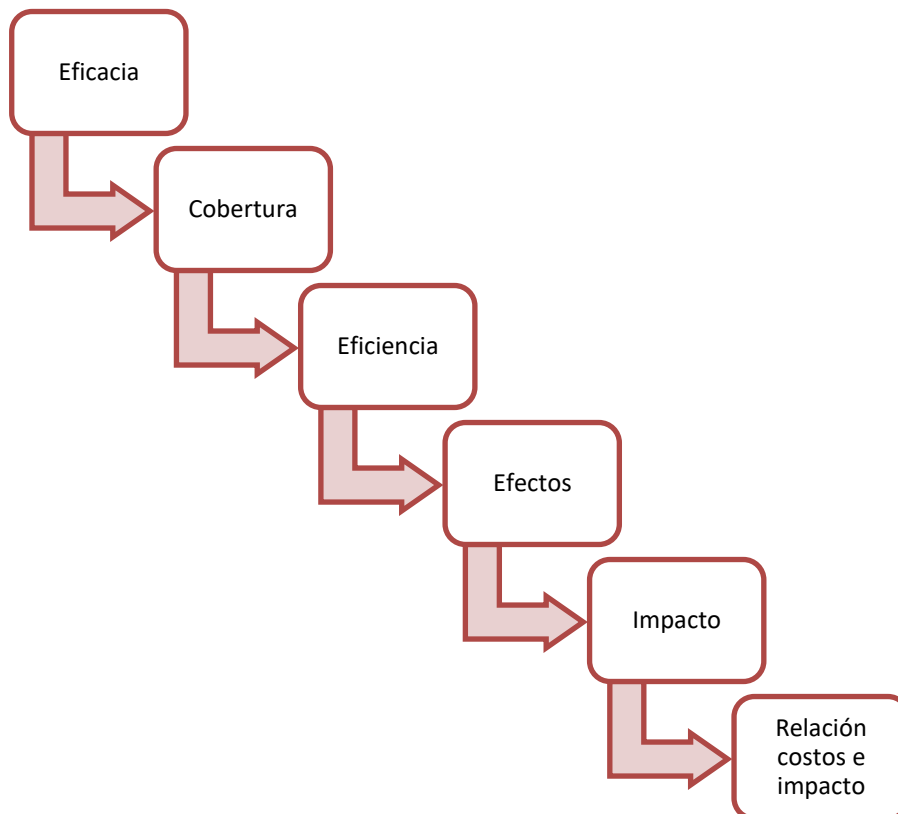 Eficacia
Cobertura
Eficiencia
Efectos
Impacto
Relación
costos e
impacto